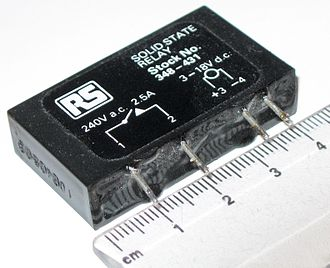 RS
SOLID STATE
RELAY
Stock No.
348-431
240V a.c. 2.5A
3-18V d.c.
1
2
+3
-4
cm
1
2
3
4